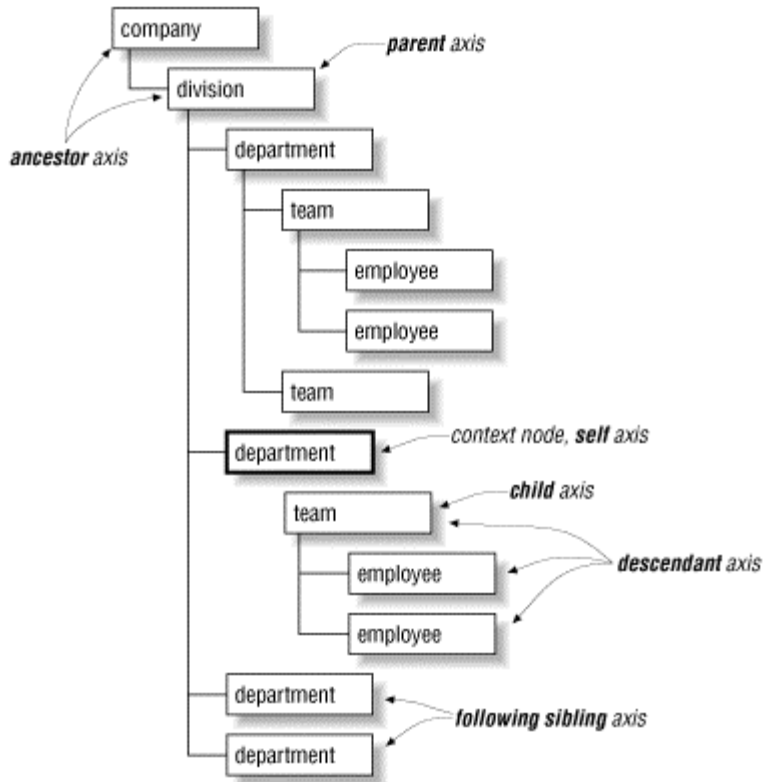 company
parent axis
division
ancestor axis
department
team
employee
employee
team
department
context node, self axis
team
child axis
employee
descendant axis
employee
department
following sibling axis
department